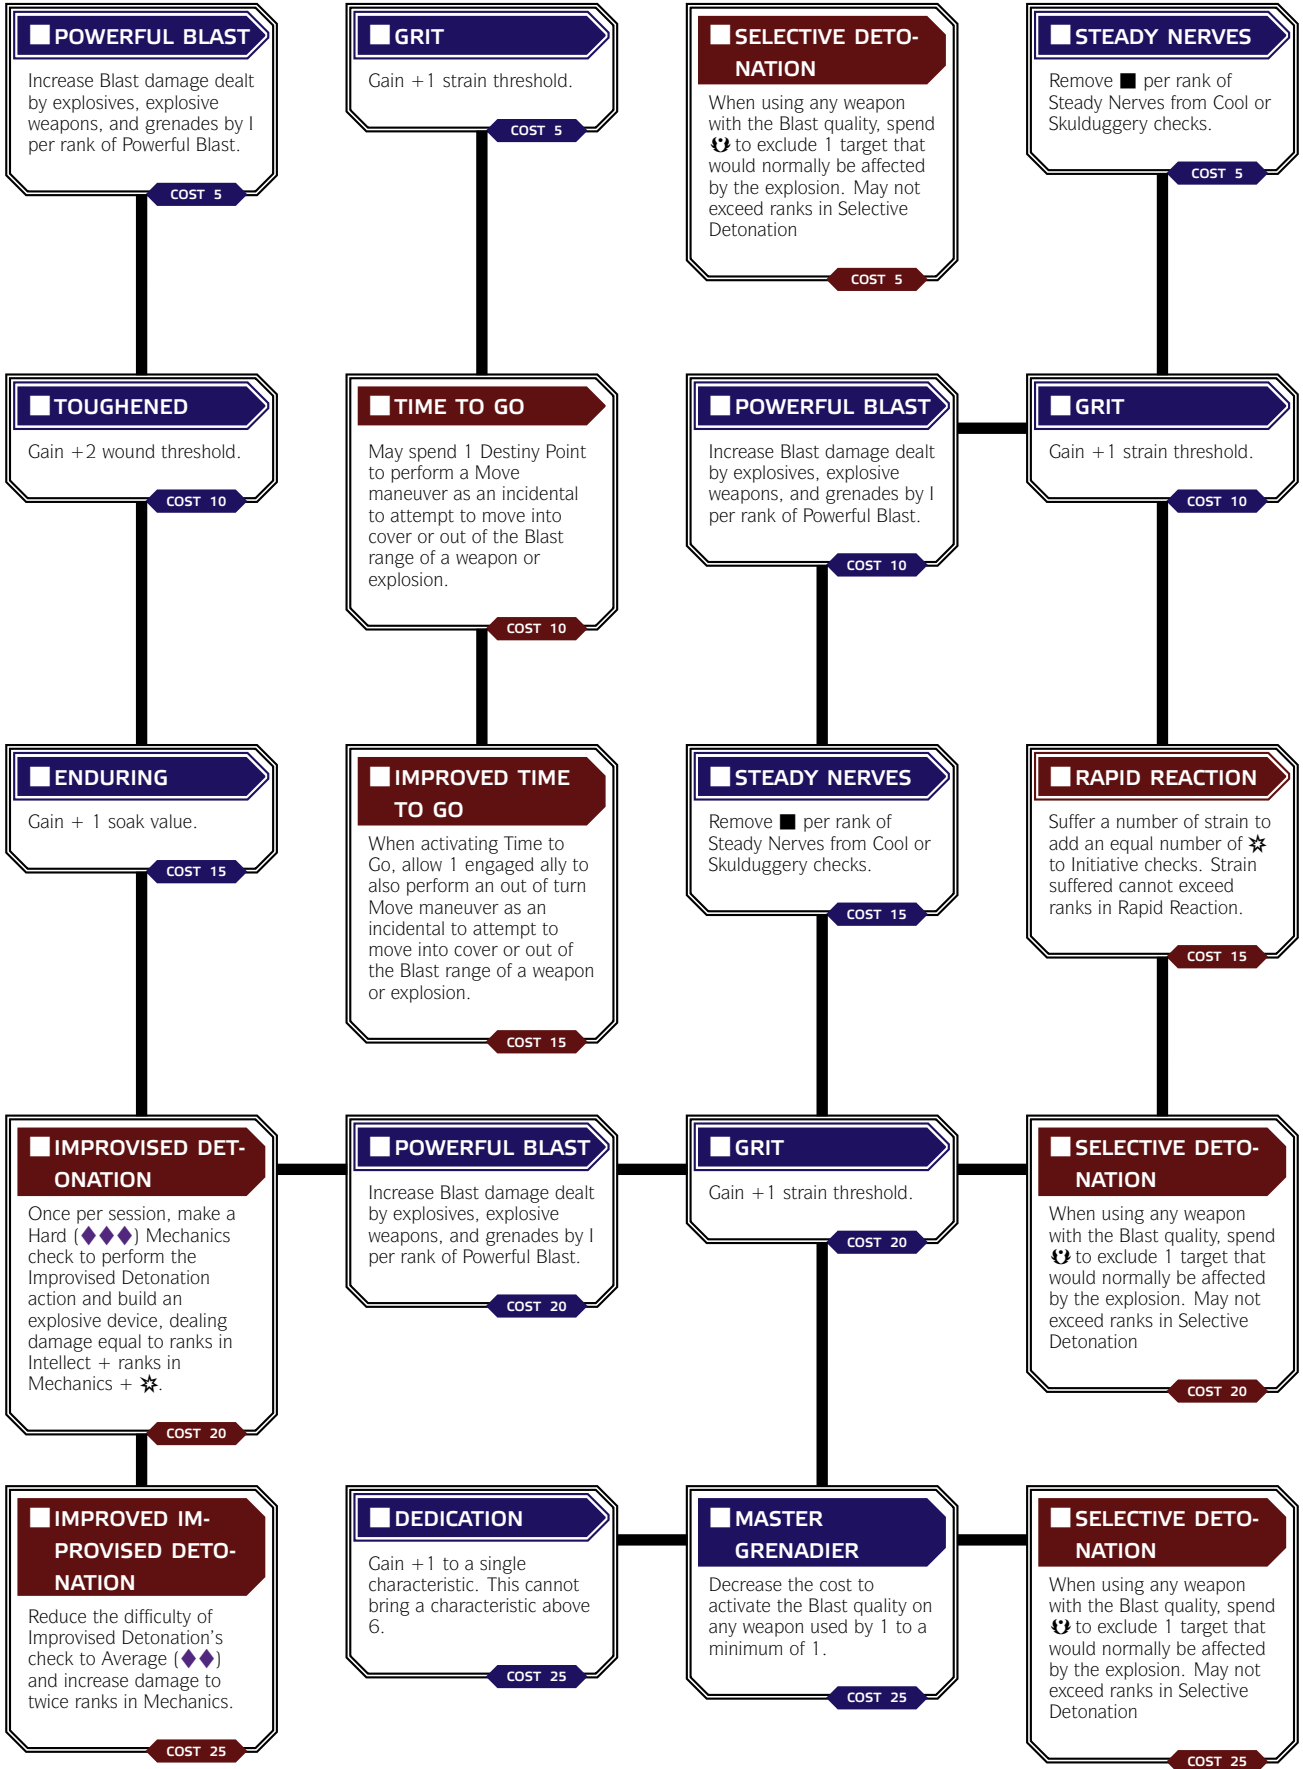 POWERFUL BLAST
Increase Blast damage dealt
by explosives, explosive
weapons, and grenades by I
per rank of Powerful Blast.
COST 5
GRIT
Gain +1 strain threshold.
COST 5
SELECTIVE DETO-
NATION
When using any weapon
with the Blast quality, spend
to exclude 1 target that
would normally be affected
by the explosion. May not
exceed ranks in Selective
Detonation
COST 5
STEADY NERVES
Remove ■ per rank of
Steady Nerves from Cool or
Skulduggery checks.
COST 5
TOUGHENED
Gain +2 wound threshold.
COST 10
TIME TO GO
May spend 1 Destiny Point
to perform a Move
maneuver as an incidental
to attempt to move into
cover or out of the Blast
range of a weapon or
explosion.
COST 10
POWERFUL BLAST
Increase Blast damage dealt
by explosives, explosive
weapons, and grenades by I
per rank of Powerful Blast.
COST 10
GRIT
Gain +1 strain threshold.
COST 10
ENDURING
Gain + 1 soak value.
COST 15
IMPROVED TIME
TO GO
When activating Time to
Go, allow 1 engaged ally to
also perform an out of turn
Move maneuver as an
incidental to attempt to
move into cover or out of
the Blast range of a weapon
or explosion.
COST 15
STEADY NERVES
Remove ■ per rank of
Steady Nerves from Cool or
Skulduggery checks.
COST 15
RAPID REACTION
Suffer a number of strain to
add an equal number of
to Initiative checks. Strain
suffered cannot exceed
ranks in Rapid Reaction.
COST 15
IMPROVISED DET-
ONATION
Once per session, make a
Hard (♦♦♦) Mechanics
check to perform the
Improvised Detonation
action and build an
explosive device, dealing
damage equal to ranks in
Intellect + ranks in
Mechanics + .
COST 20
POWERFUL BLAST
Increase Blast damage dealt
by explosives, explosive
weapons, and grenades by I
per rank of Powerful Blast.
COST 20
GRIT
Gain +1 strain threshold.
COST 20
SELECTIVE DETO-
NATION
When using any weapon
with the Blast quality, spend
to exclude 1 target that
would normally be affected
by the explosion. May not
exceed ranks in Selective
Detonation
COST 20
IMPROVED IM-
PROVISED DETO-
NATION
Reduce the difficulty of
Improvised Detonation's
check to Average (♦♦)
and increase damage to
twice ranks in Mechanics.
COST 25
DEDICATION
Gain +1 to a single
characteristic. This cannot
bring a characteristic above
6.
COST 25
MASTER
GRENADIER
Decrease the cost to
activate the Blast quality on
any weapon used by 1 to a
minimum of 1.
COST 25
SELECTIVE DETO-
NATION
When using any weapon
with the Blast quality, spend
to exclude 1 target that
would normally be affected
by the explosion. May not
exceed ranks in Selective
Detonation
COST 25